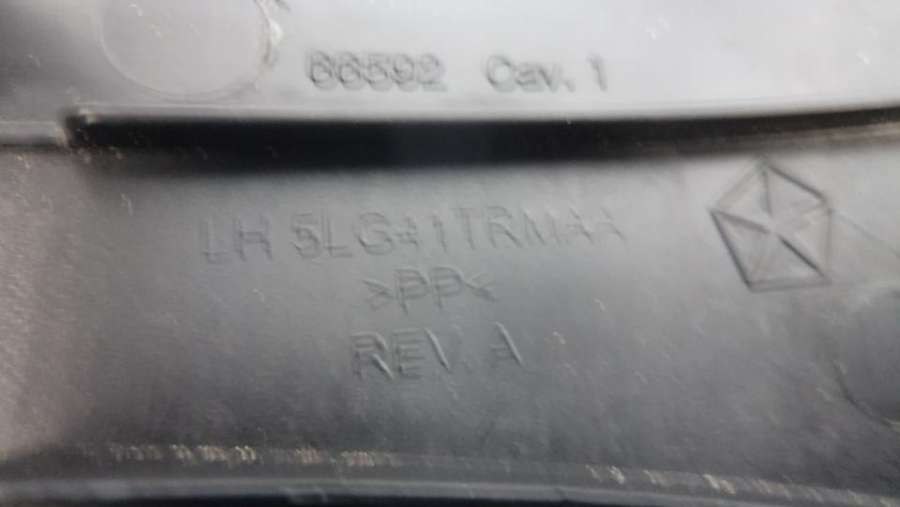 66592 Cav. 1
LH 5LG41TRMAA
>PP<
REV. A